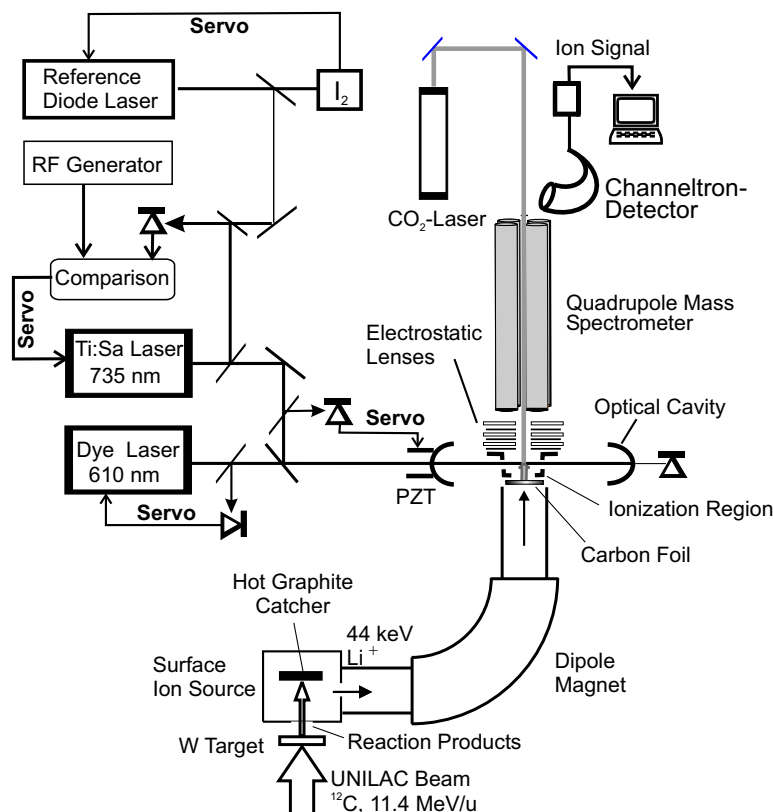 Servo
Reference
Diode Laser
I2
Ion Signal
RF Generator
CO2-Laser
Channeltron-
Detector
Comparison
Servo
Quadrupole Mass
Spectrometer
Electrostatic
Lenses
Ti:Sa Laser
735 nm
Optical Cavity
Servo
Dye Laser
610 nm
PZT
Ionization Region
Servo
Carbon Foil
Hot Graphite
Catcher
44 keV
Li +
Surface
Ion Source
Dipole
Magnet
W Target
Reaction Products
UNILAC Beam
12C, 11.4 MeV/u